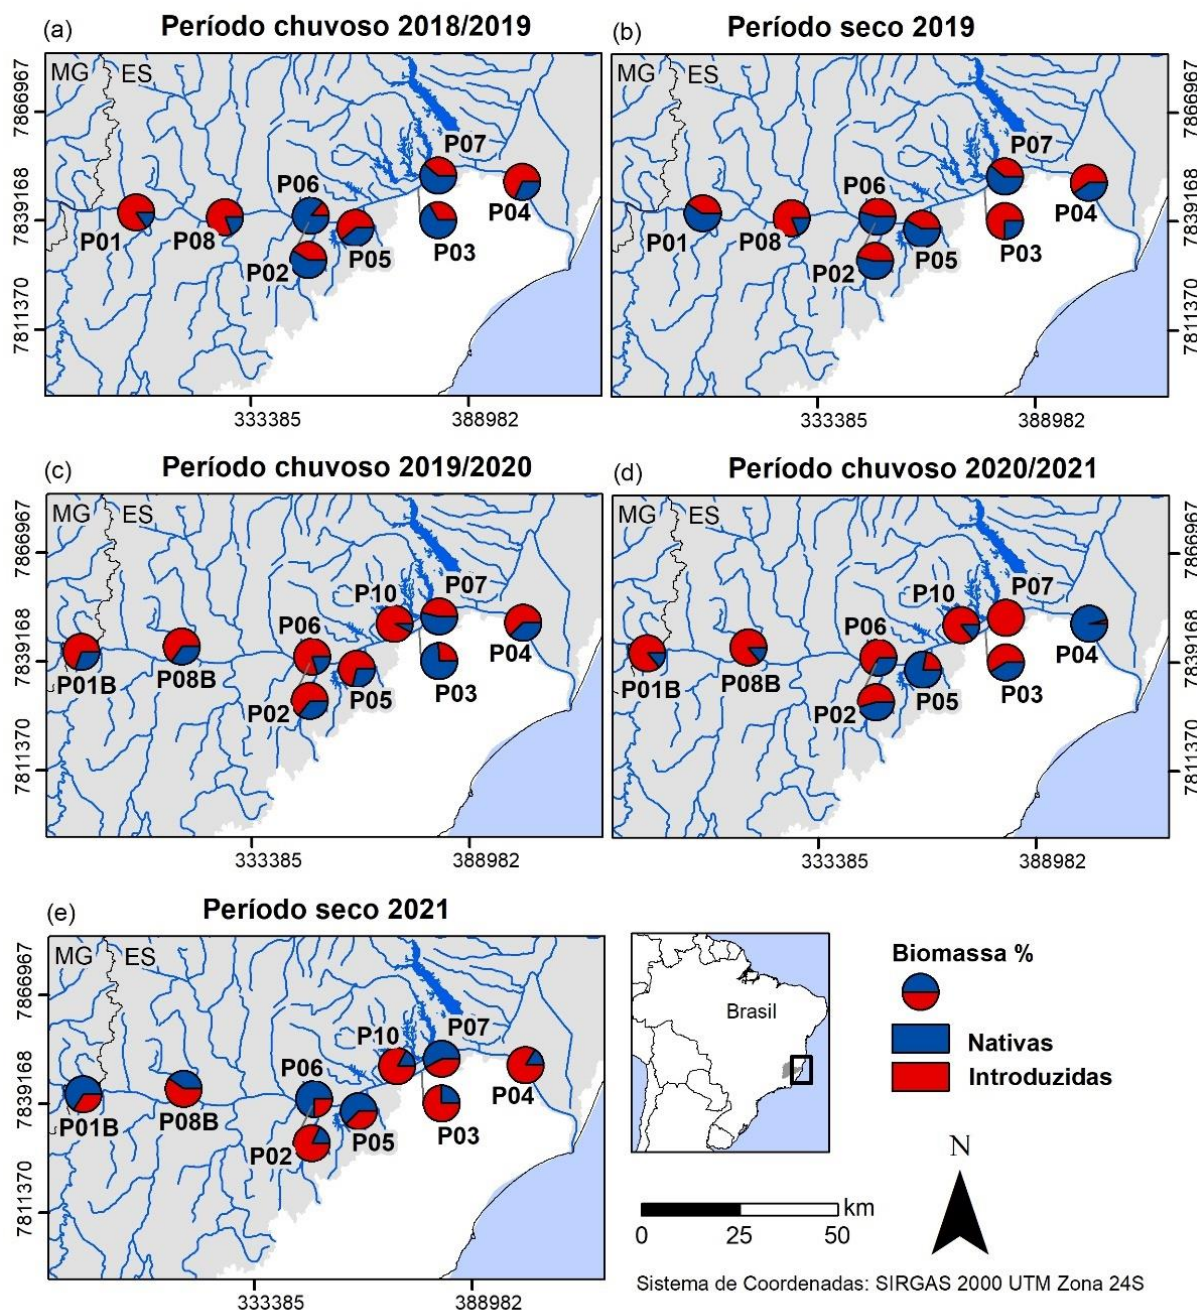 (a) Período chuvoso 2018/2019
MG ES
P07
P06
P01 P08 P04
P05 P03
P02
7866967
7839168
7811370
333385 388982
(b) Período seco 2019
MG ES
P07
P06
P01 P08 P04
P05 P03
P02
7866967
7839168
7811370
333385 388982
(c) Período chuvoso 2019/2020
MG ES
P10 P07
P06
P04
P01B P08B
P05 P03
P02
7866967
7839168
7811370
333385 388982
(d) Período chuvoso 2020/2021
MG ES
P10 P07
P06
P04
P01B P08B
P05 P03
P02
7866967
7839168
7811370
333385 388982
(e) Período seco 2021
MG ES
P10 P07
P06
P04
P01B P08B
P05 P03
P02
7866967
7839168
7811370
333385 388982
Brasil
Biomassa %
Nativas
Introduzidas
N
km
0 25 50
Sistema de Coordenadas: SIRGAS 2000 UTM Zona 24S